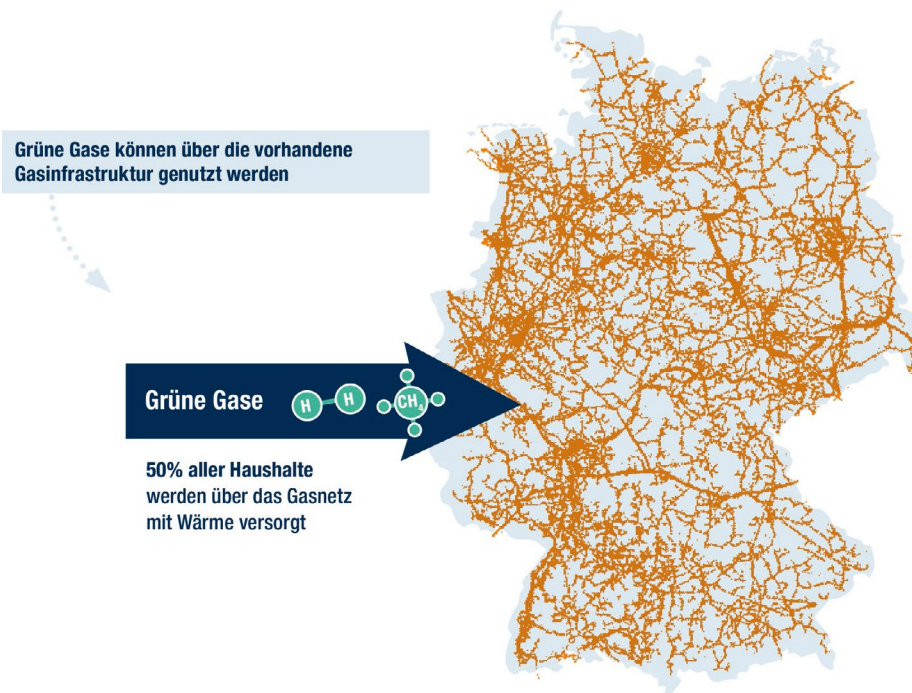 Grüne Gase können über die vorhandene
Gasinfrastruktur genutzt werden
Grüne Gase
H H CH₄
50% aller Haushalte
werden über das Gasnetz
mit Wärme versorgt